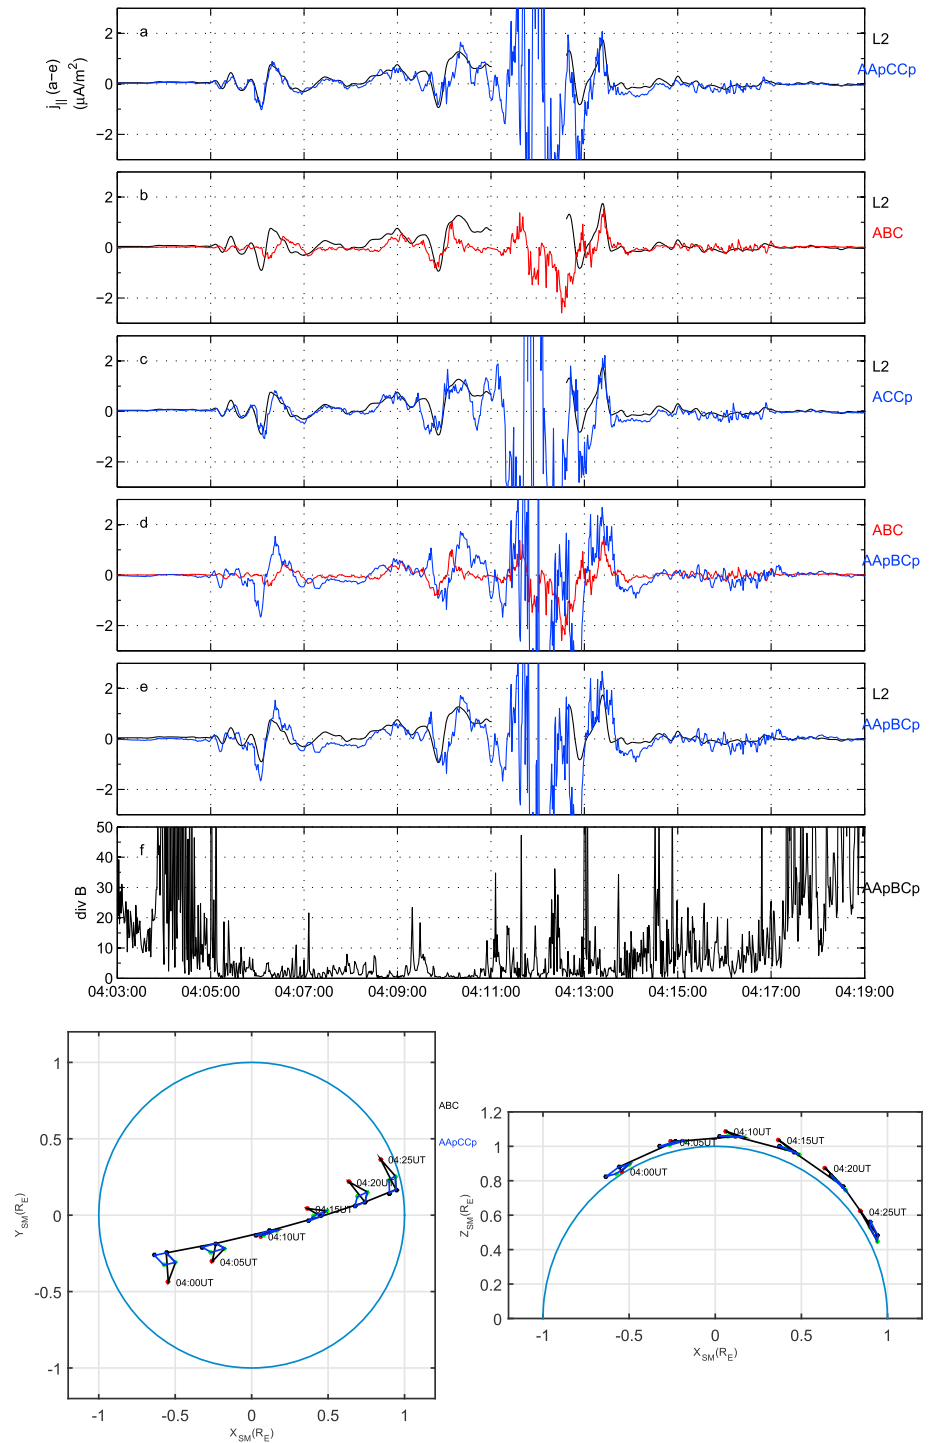 a
2
0
−2
j|| (a−e)
(μA/m²)
L2
AApCCp
b
2
0
−2
L2
ABC
c
2
0
−2
L2
ACCp
d
2
0
−2
ABC
AApBCp
e
2
0
−2
L2
AApBCp
f
50
40
30
20
10
0
div B
AApBCp
04:03:00 04:05:00 04:07:00 04:09:00 04:11:00 04:13:00 04:15:00 04:17:00 04:19:00
1
0.5
0
-0.5
-1
Y_SM(R_E)
04:25UT
04:20UT
04:15UT
04:10UT
04:05UT
04:00UT
-1 -0.5 0 0.5 1
X_SM(R_E)
ABC
AApCCp
1.2
1
0.8
0.6
0.4
0.2
0
Z_SM(R_E)
04:00UT
04:05UT
04:10UT
04:15UT
04:20UT
04:25UT
-1 -0.5 0 0.5 1
X_SM(R_E)